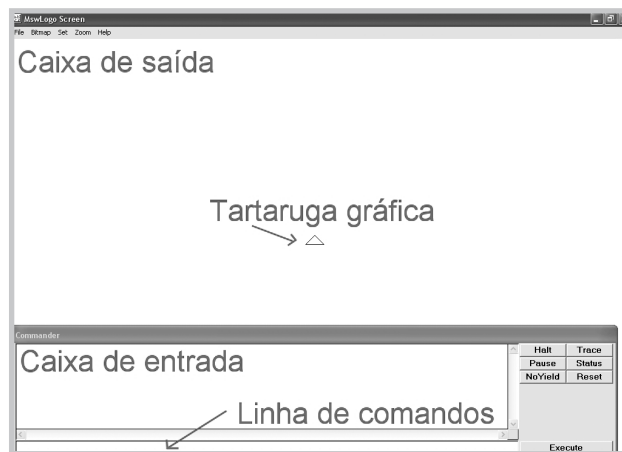 MswLogo Screen
File Bitmap Set Zoom Help
Caixa de saída
Tartaruga gráfica
Commander
Caixa de entrada
Halt Trace
Pause Status
NoYield Reset
Linha de comandos
Execute